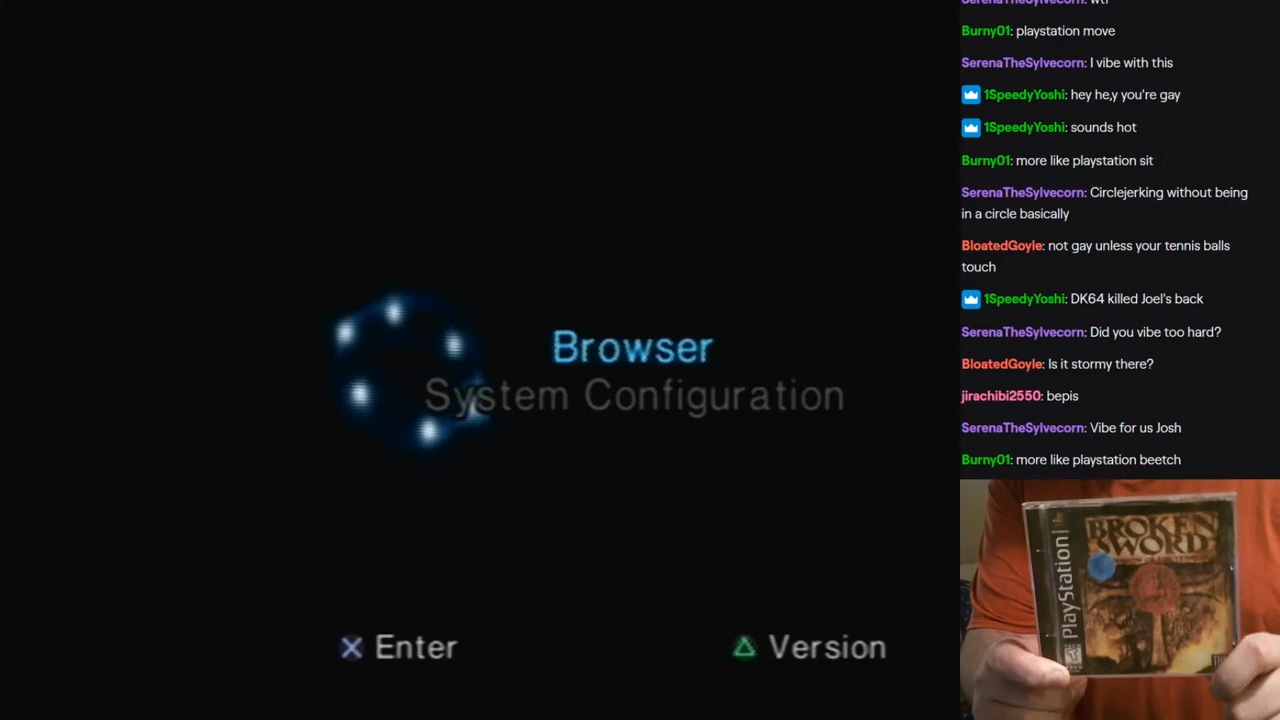 Browser
System Configuration
Enter
Version
Burny01: playstation move
SerenaTheSylvecorn: I vibe with this
1SpeedyYoshi: hey he,y you're gay
1SpeedyYoshi: sounds hot
Burny01: more like playstation sit
SerenaTheSylvecorn: Circlejerking without being
in a circle basically
BloatedGoyle: not gay unless your tennis balls
touch
1SpeedyYoshi: DK64 killed Joel's back
SerenaTheSylvecorn: Did you vibe too hard?
BloatedGoyle: Is it stormy there?
jirachibi2550: bepis
SerenaTheSylvecorn: Vibe for us Josh
Burny01: more like playstation beetch
PlayStation
BROKEN
SWORD